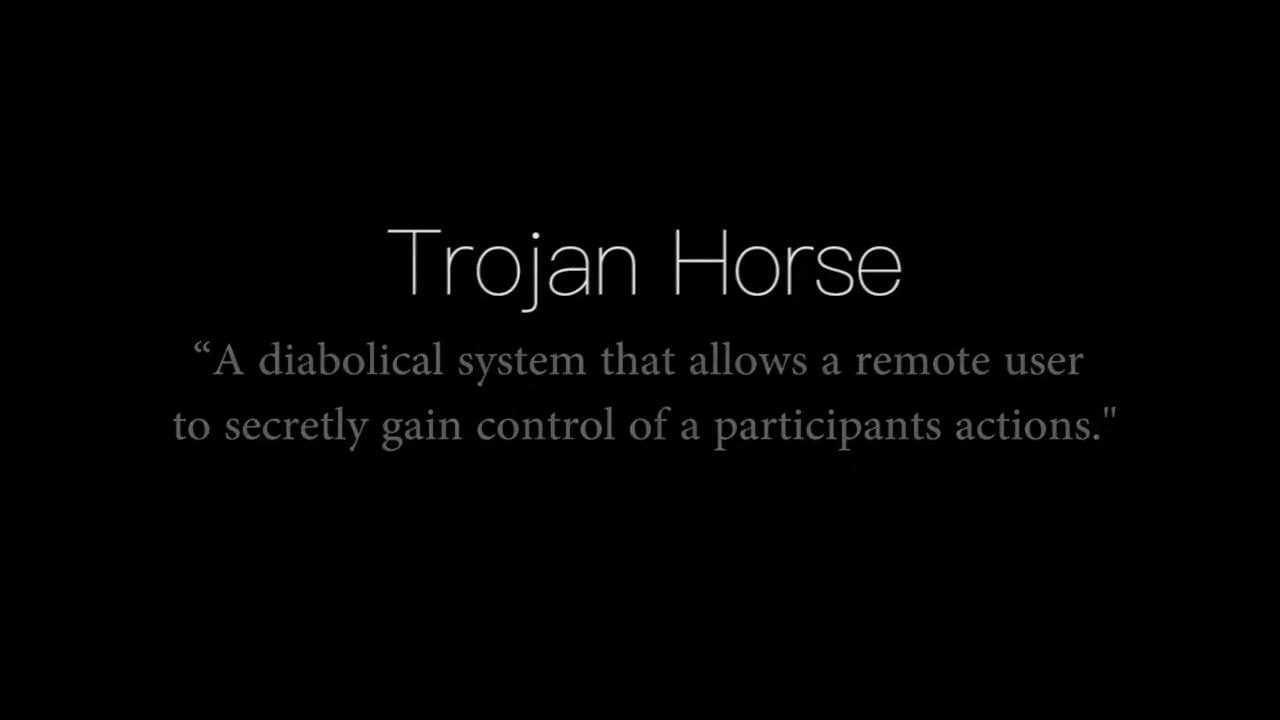 Trojan Horse
“A diabolical system that allows a remote user
to secretly gain control of a participants actions."